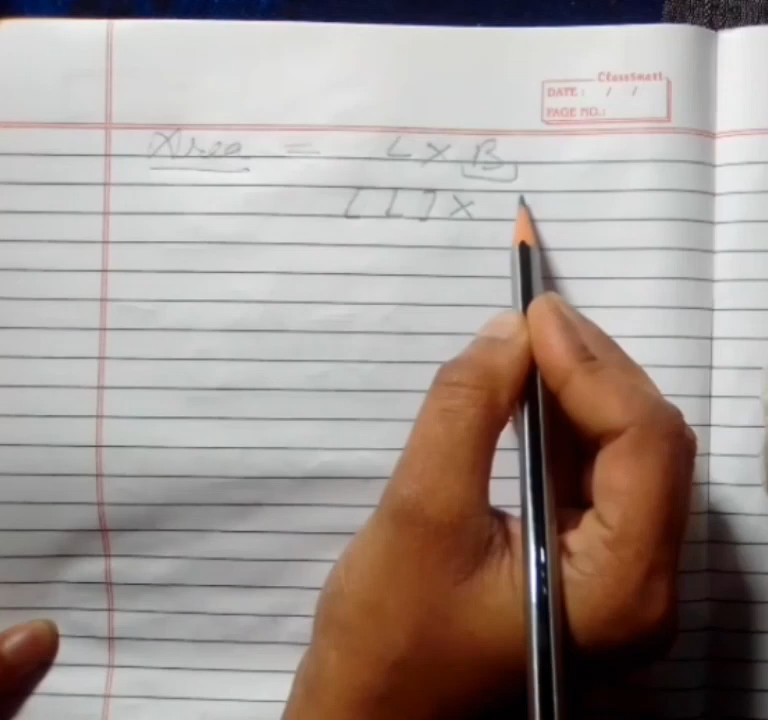 Classmate
DATE: / /
PAGE NO.:
Area = L × B
[L] ×